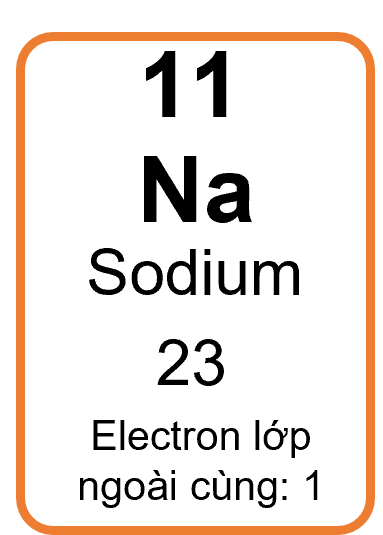 11
Na
Sodium
23
Electron lớp
ngoài cùng: 1